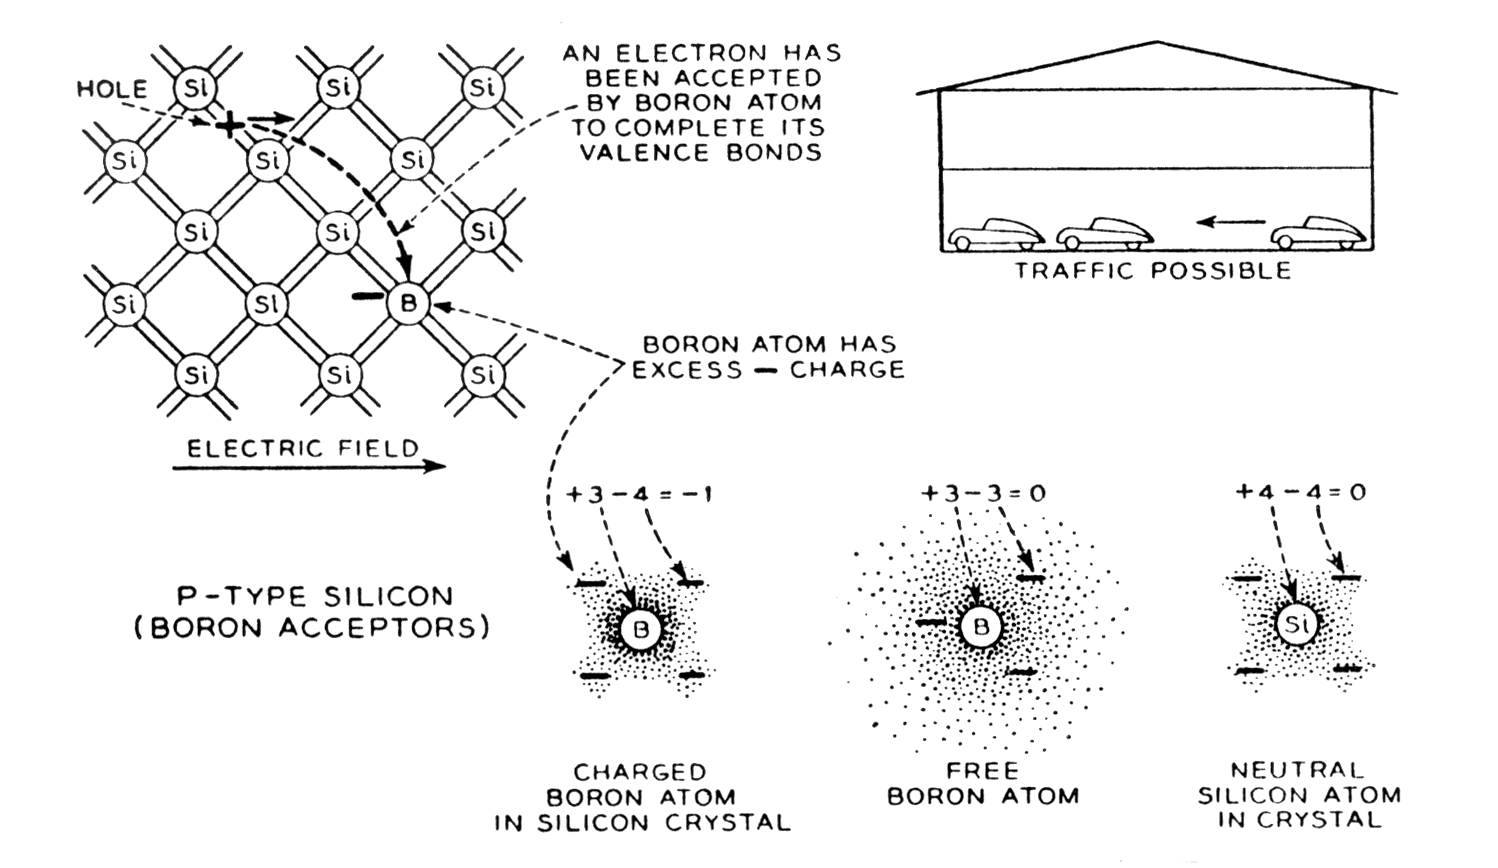 HOLE
Si Si Si
Si Si Si
Si Si Si
Si SI B
Si Si Si
+
−
AN ELECTRON HAS
BEEN ACCEPTED
BY BORON ATOM
TO COMPLETE ITS
VALENCE BONDS
TRAFFIC POSSIBLE
BORON ATOM HAS
EXCESS − CHARGE
ELECTRIC FIELD
P-TYPE SILICON
(BORON ACCEPTORS)
+3-4=-1
B
CHARGED
BORON ATOM
IN SILICON CRYSTAL
+3-3=0
B
FREE
BORON ATOM
+4-4=0
Si
NEUTRAL
SILICON ATOM
IN CRYSTAL